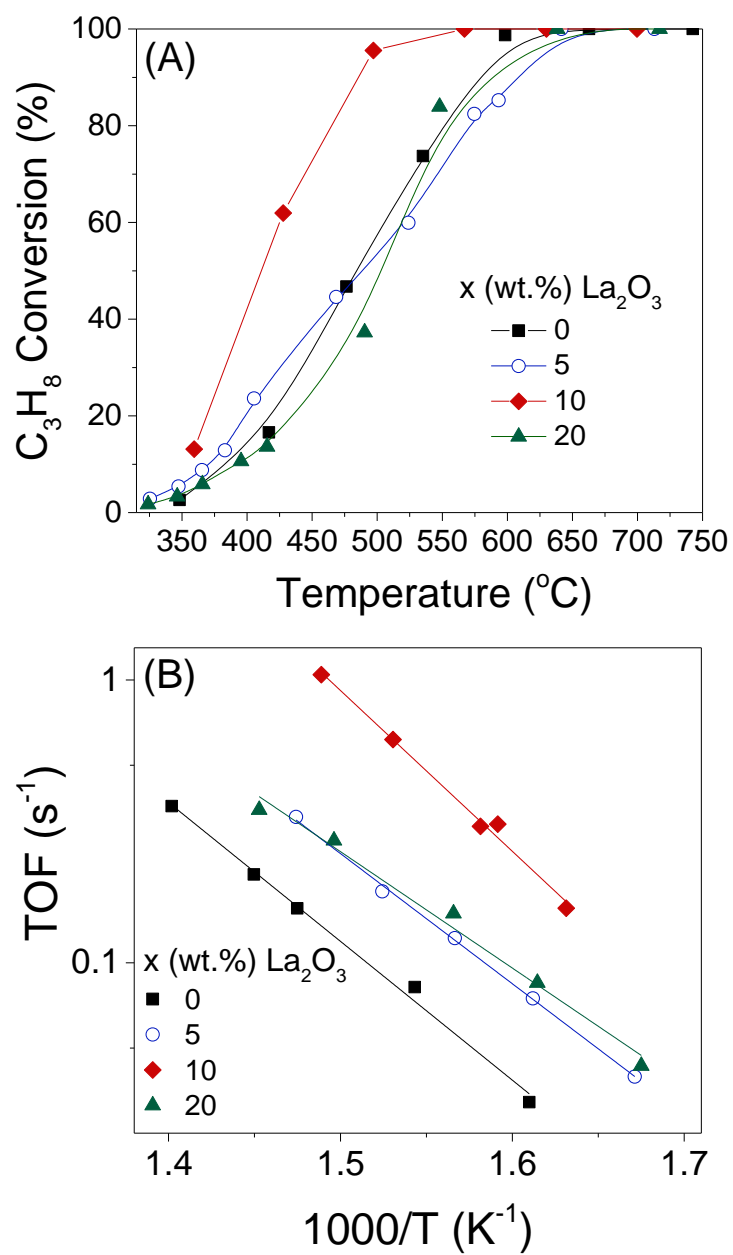 (A)
C₃H₈ Conversion (%)
100
80
60
40
20
0
x (wt.%) La₂O₃
0
5
10
20
350 400 450 500 550 600 650 700 750
Temperature (°C)
(B)
TOF (s⁻¹)
1
0.1
x (wt.%) La₂O₃
0
5
10
20
1.4 1.5 1.6 1.7
1000/T (K⁻¹)